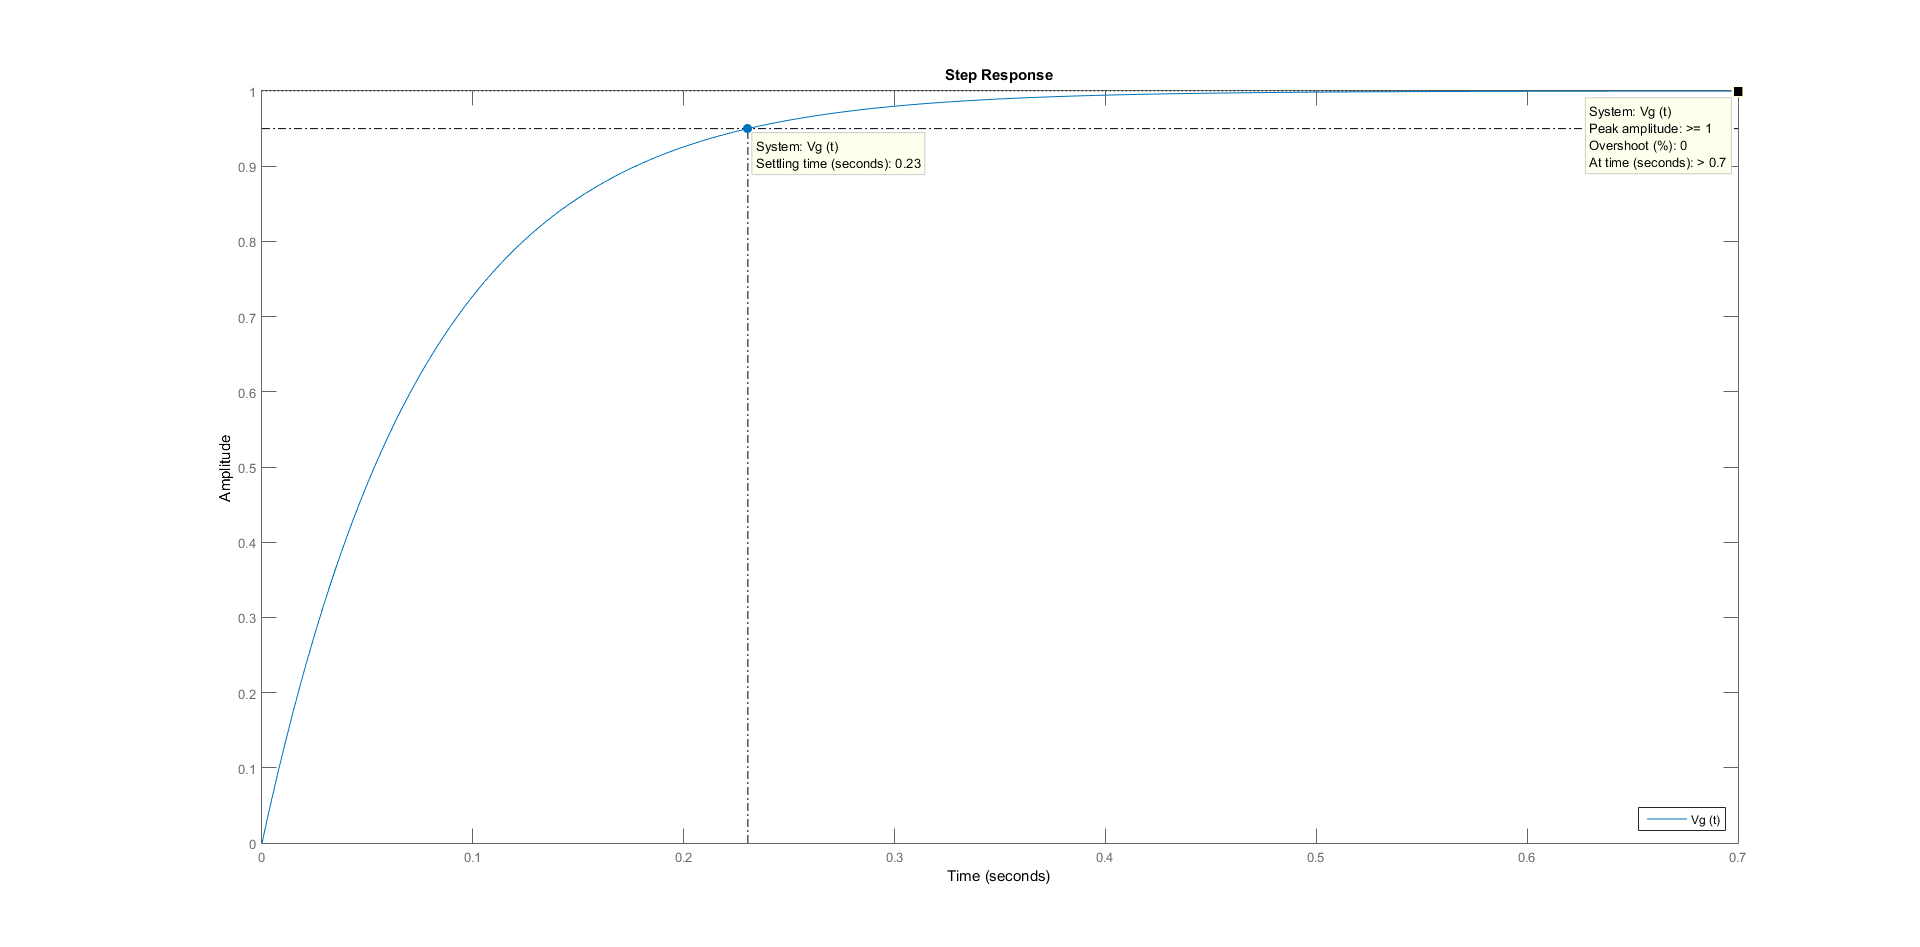 Step Response
System: Vg (t)
Peak amplitude: >= 1
Overshoot (%): 0
At time (seconds): > 0.7
System: Vg (t)
Settling time (seconds): 0.23
Amplitude
1
0.9
0.8
0.7
0.6
0.5
0.4
0.3
0.2
0.1
0
Vg (t)
0 0.1 0.2 0.3 0.4 0.5 0.6 0.7
Time (seconds)